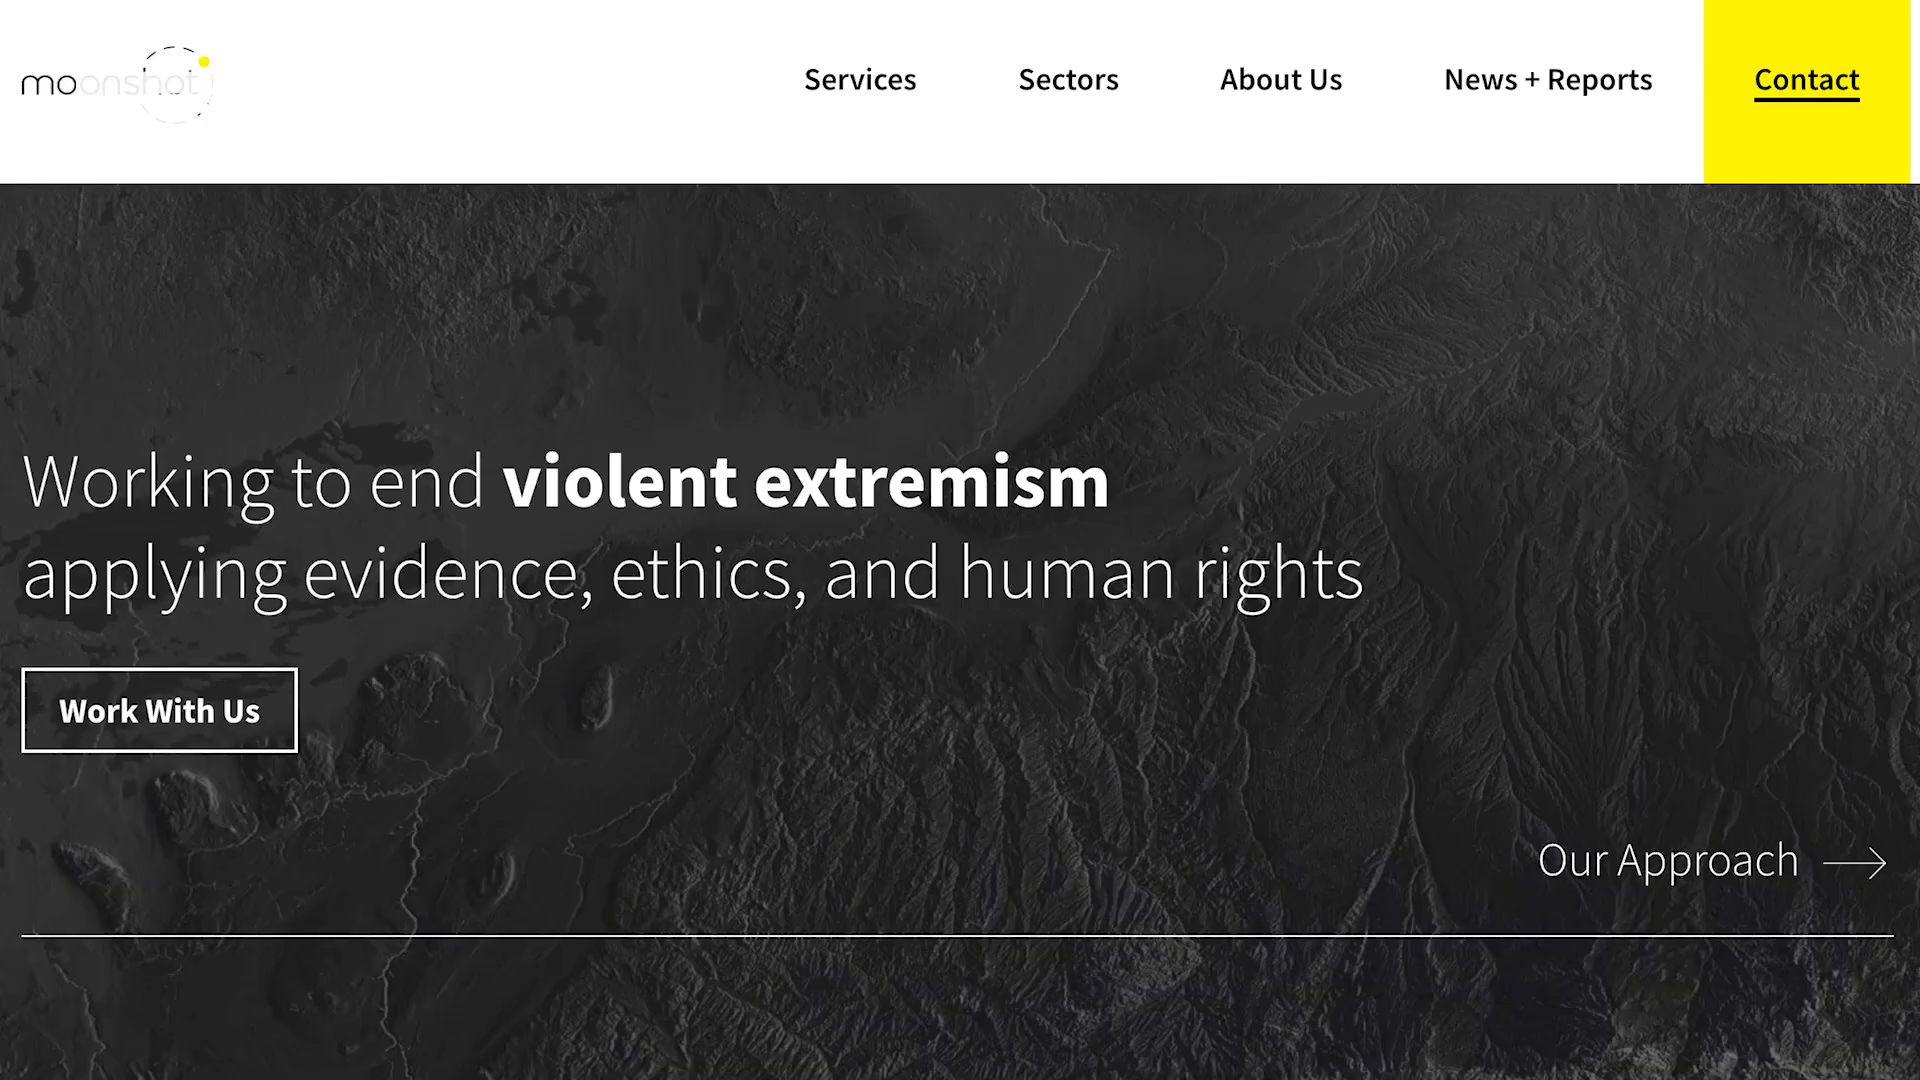 moonshot
Services
Sectors
About Us
News + Reports
Contact
Working to end violent extremism
applying evidence, ethics, and human rights
Work With Us
Our Approach